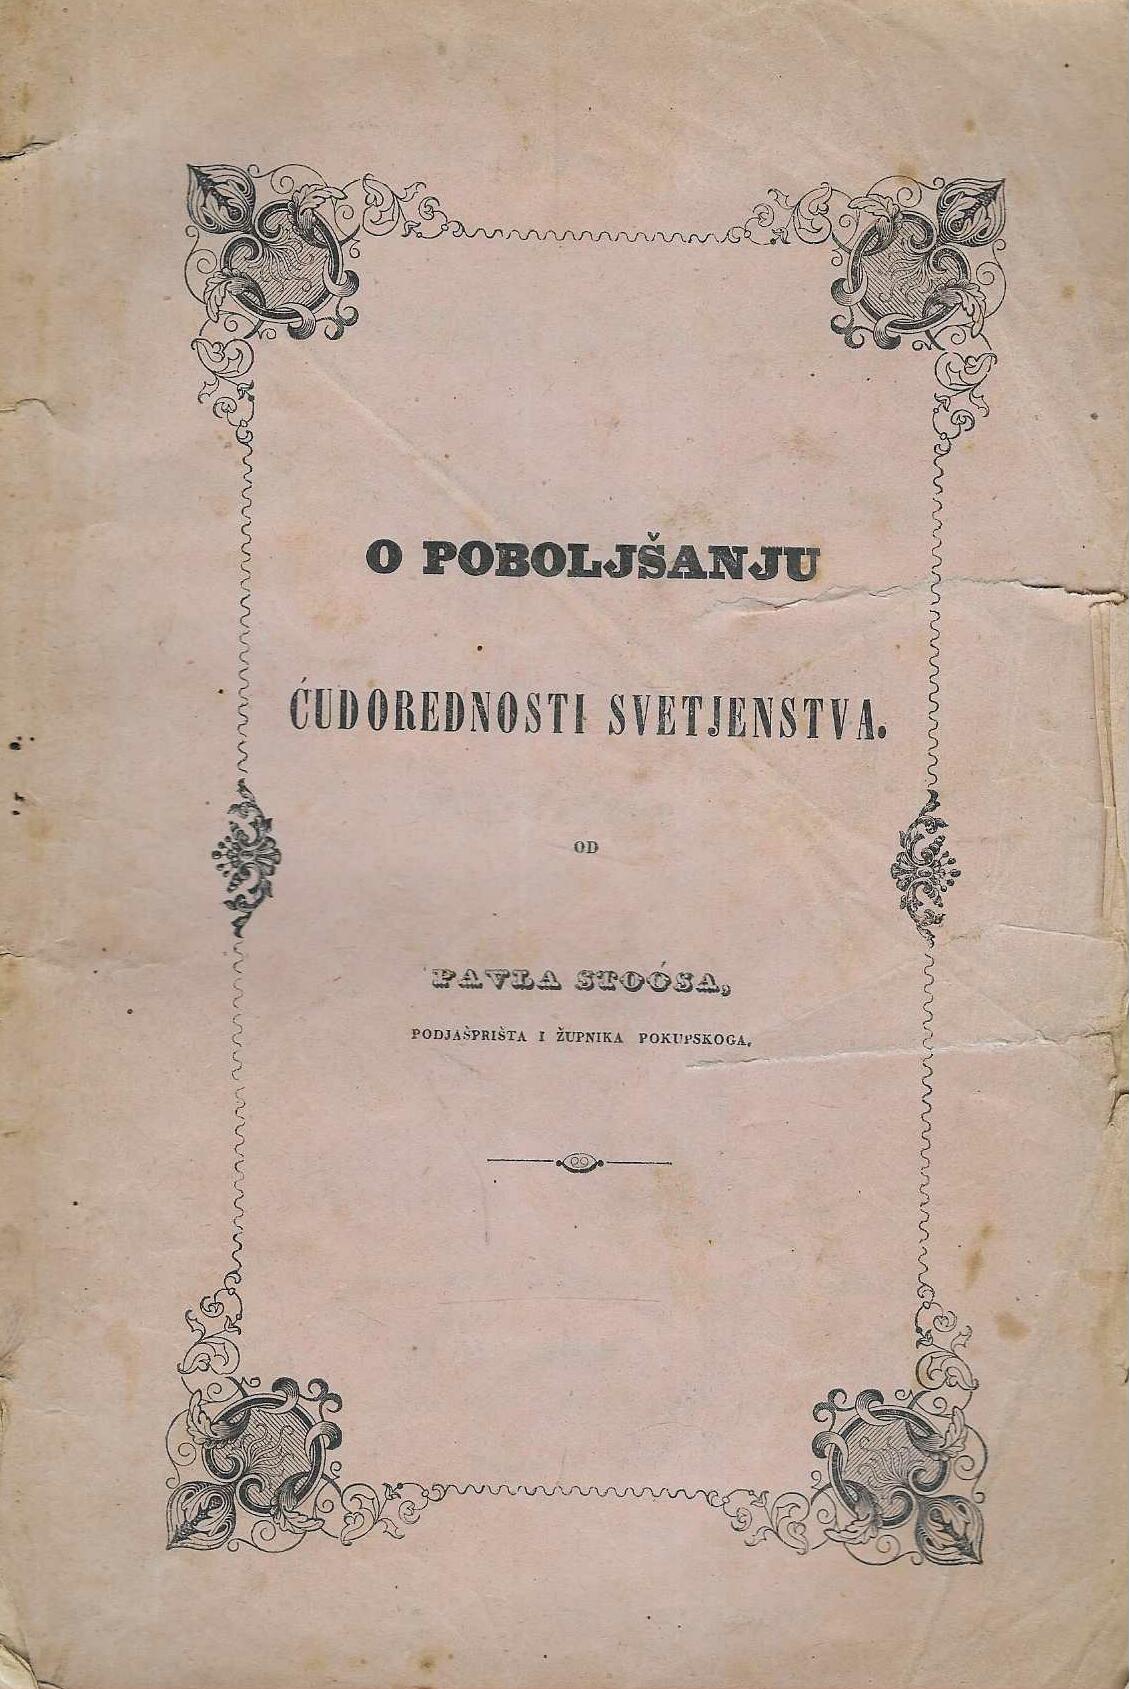 O POBOLJŠANJU
ĆUDOREDNOSTI SVETJENSTVA.
OD
PAVLA STOÓSA,
PODJAŠPRIŠTA I ŽUPNIKA POKUPSKOGA.